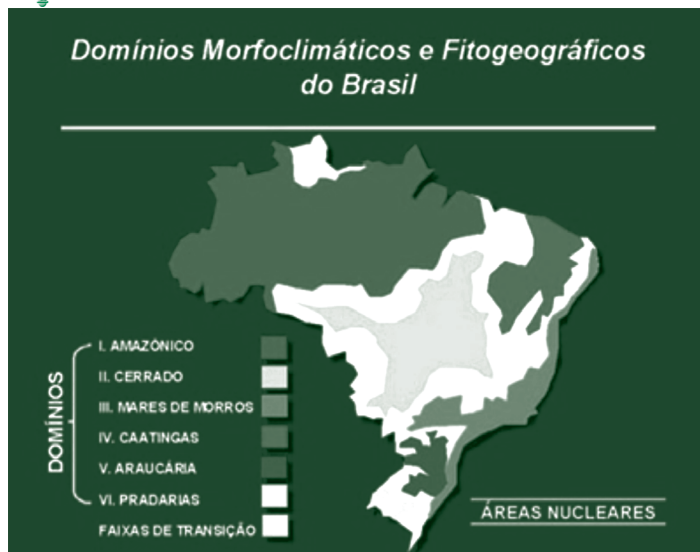 Domínios Morfoclimáticos e Fitogeográficos
do Brasil
DOMÍNIOS
I. AMAZÔNICO
II. CERRADO
III. MARES DE MORROS
IV. CAATINGAS
V. ARAUCÁRIA
VI. PRADARIAS
FAIXAS DE TRANSIÇÃO
ÁREAS NUCLEARES